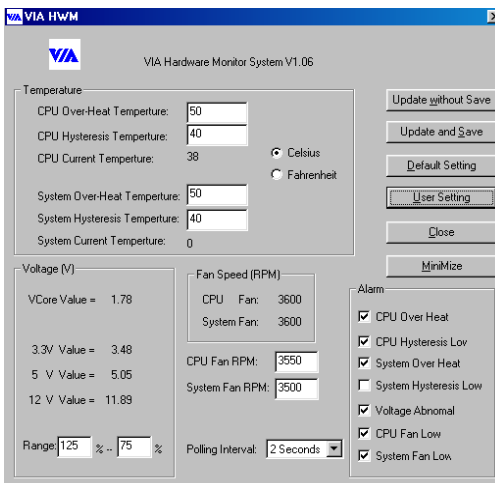 VIA HWM
VIA
VIA Hardware Monitor System V1.06
Temperature
CPU Over-Heat Temperture: 50
CPU Hysteresis Temperture: 40
CPU Current Temperture: 38
Celsius
Fahrenheit
System Over-Heat Temperture: 50
System Hysteresis Temperture: 40
System Current Temperture: 0
Update without Save
Update and Save
Default Setting
User Setting
Close
MiniMize
Voltage (V)
VCore Value = 1.78
3.3V Value = 3.48
5 V Value = 5.05
12 V Value = 11.89
Range: 125 % .. 75 %
Fan Speed (RPM)
CPU Fan: 3600
System Fan: 3600
CPU Fan RPM: 3550
System Fan RPM: 3500
Polling Interval: 2 Seconds
Alarm
CPU Over Heat
CPU Hysteresis Lov
System Over Heat
System Hysteresis Low
Voltage Abnomal
CPU Fan Low
System Fan Low